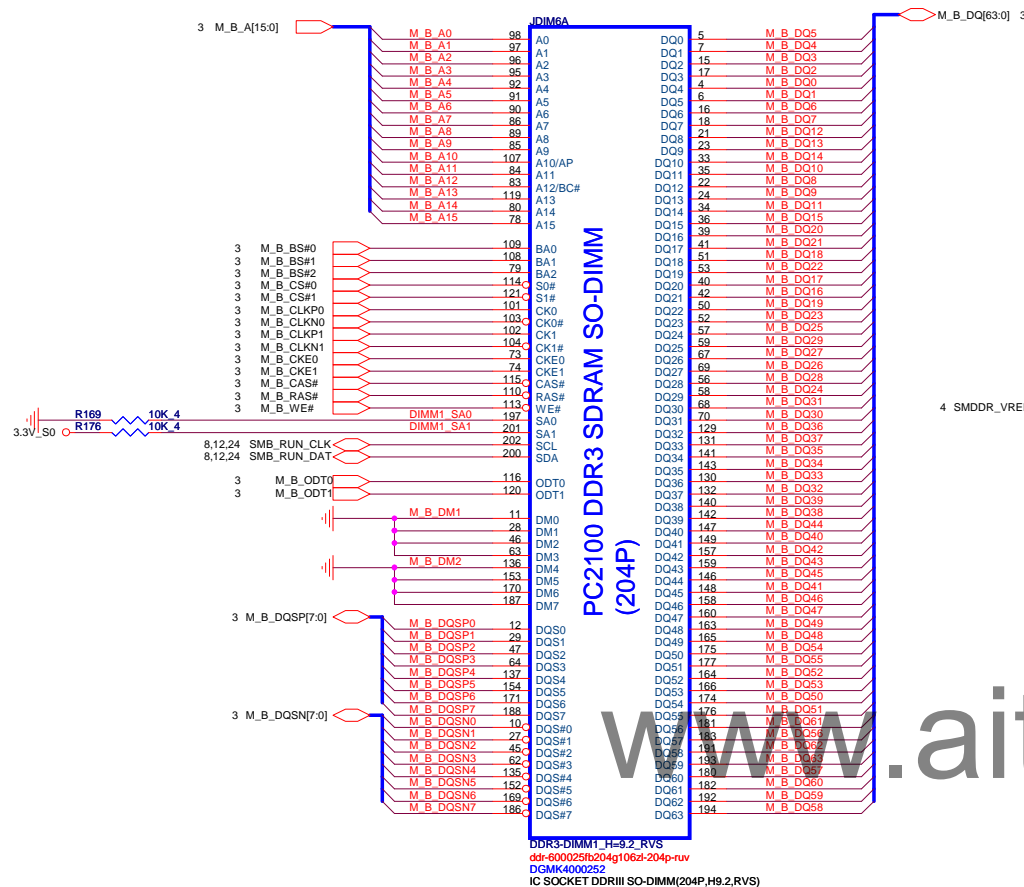 3 M_B_A[15:0]
JDIM6A
M_B_DQ[63:0] 3
M_B_A0 98 A0 DQ0 5 M_B_DQ5
M_B_A1 97 A1 DQ1 7 M_B_DQ4
M_B_A2 96 A2 DQ2 15 M_B_DQ3
M_B_A3 95 A3 DQ3 17 M_B_DQ2
M_B_A4 92 A4 DQ4 4 M_B_DQ0
M_B_A5 91 A5 DQ5 6 M_B_DQ1
M_B_A6 90 A6 DQ6 16 M_B_DQ6
M_B_A7 86 A7 DQ7 18 M_B_DQ7
M_B_A8 89 A8 DQ8 21 M_B_DQ12
M_B_A9 85 A9 DQ9 23 M_B_DQ13
M_B_A10 107 A10/AP DQ10 33 M_B_DQ14
M_B_A11 84 A11 DQ11 35 M_B_DQ10
M_B_A12 83 A12/BC# DQ12 22 M_B_DQ8
M_B_A13 119 A13 DQ13 24 M_B_DQ9
M_B_A14 80 A14 DQ14 34 M_B_DQ11
M_B_A15 78 A15 DQ15 36 M_B_DQ15
DQ16 39 M_B_DQ20
3 M_B_BS#0 109 BA0 DQ17 41 M_B_DQ21
3 M_B_BS#1 108 BA1 DQ18 51 M_B_DQ18
3 M_B_BS#2 79 BA2 DQ19 53 M_B_DQ22
3 M_B_CS#0 114 S0# DQ20 40 M_B_DQ17
3 M_B_CS#1 121 S1# DQ21 42 M_B_DQ16
3 M_B_CLKP0 101 CK0 DQ22 50 M_B_DQ19
3 M_B_CLKN0 103 CK0# DQ23 52 M_B_DQ23
3 M_B_CLKP1 102 CK1 DQ24 57 M_B_DQ25
3 M_B_CLKN1 104 CK1# DQ25 59 M_B_DQ29
3 M_B_CKE0 73 CKE0 DQ26 67 M_B_DQ27
3 M_B_CKE1 74 CKE1 DQ27 69 M_B_DQ26
3 M_B_CAS# 115 CAS# DQ28 56 M_B_DQ28
3 M_B_RAS# 110 RAS# DQ29 58 M_B_DQ24
3 M_B_WE# 113 WE# DQ30 68 M_B_DQ31
R169 10K_4 DIMM1_SA0 197 SA0 DQ31 70 M_B_DQ30
3.3V_S0 R176 10K_4 DIMM1_SA1 201 SA1 DQ32 129 M_B_DQ36
8,12,24 SMB_RUN_CLK 202 SCL DQ33 131 M_B_DQ37
8,12,24 SMB_RUN_DAT 200 SDA DQ34 141 M_B_DQ35
DQ35 143 M_B_DQ34
3 M_B_ODT0 116 ODT0 DQ36 130 M_B_DQ33
3 M_B_ODT1 120 ODT1 DQ37 132 M_B_DQ32
DQ38 140 M_B_DQ39
M_B_DM1 11 DM0 DQ39 142 M_B_DQ38
28 DM1 DQ40 147 M_B_DQ44
46 DM2 DQ41 149 M_B_DQ40
63 DM3 DQ42 157 M_B_DQ42
M_B_DM2 136 DM4 DQ43 159 M_B_DQ43
153 DM5 DQ44 146 M_B_DQ45
170 DM6 DQ45 148 M_B_DQ41
187 DM7 DQ46 158 M_B_DQ46
DQ47 160 M_B_DQ47
3 M_B_DQSP[7:0]
M_B_DQSP0 12 DQS0 DQ48 163 M_B_DQ49
M_B_DQSP1 29 DQS1 DQ49 165 M_B_DQ48
M_B_DQSP2 47 DQS2 DQ50 175 M_B_DQ54
M_B_DQSP3 64 DQS3 DQ51 177 M_B_DQ55
M_B_DQSP4 137 DQS4 DQ52 164 M_B_DQ52
M_B_DQSP5 154 DQS5 DQ53 166 M_B_DQ53
M_B_DQSP6 171 DQS6 DQ54 174 M_B_DQ50
M_B_DQSP7 188 DQS7 DQ55 176 M_B_DQ51
3 M_B_DQSN[7:0]
M_B_DQSN0 10 DQS#0 DQ56 181 M_B_DQ61
M_B_DQSN1 27 DQS#1 DQ57 183 M_B_DQ56
M_B_DQSN2 45 DQS#2 DQ58 191 M_B_DQ62
M_B_DQSN3 62 DQS#3 DQ59 193 M_B_DQ63
M_B_DQSN4 135 DQS#4 DQ60 180 M_B_DQ57
M_B_DQSN5 152 DQS#5 DQ61 182 M_B_DQ60
M_B_DQSN6 169 DQS#6 DQ62 192 M_B_DQ59
M_B_DQSN7 186 DQS#7 DQ63 194 M_B_DQ58
PC2100 DDR3 SDRAM SO-DIMM
(204P)
4 SMDDR_VRE
www.ait
DDR3-DIMM1_H=9.2_RVS
ddr-600025fb204g106zl-204p-ruv
DGMK4000252
IC SOCKET DDRIII SO-DIMM(204P,H9.2,RVS)